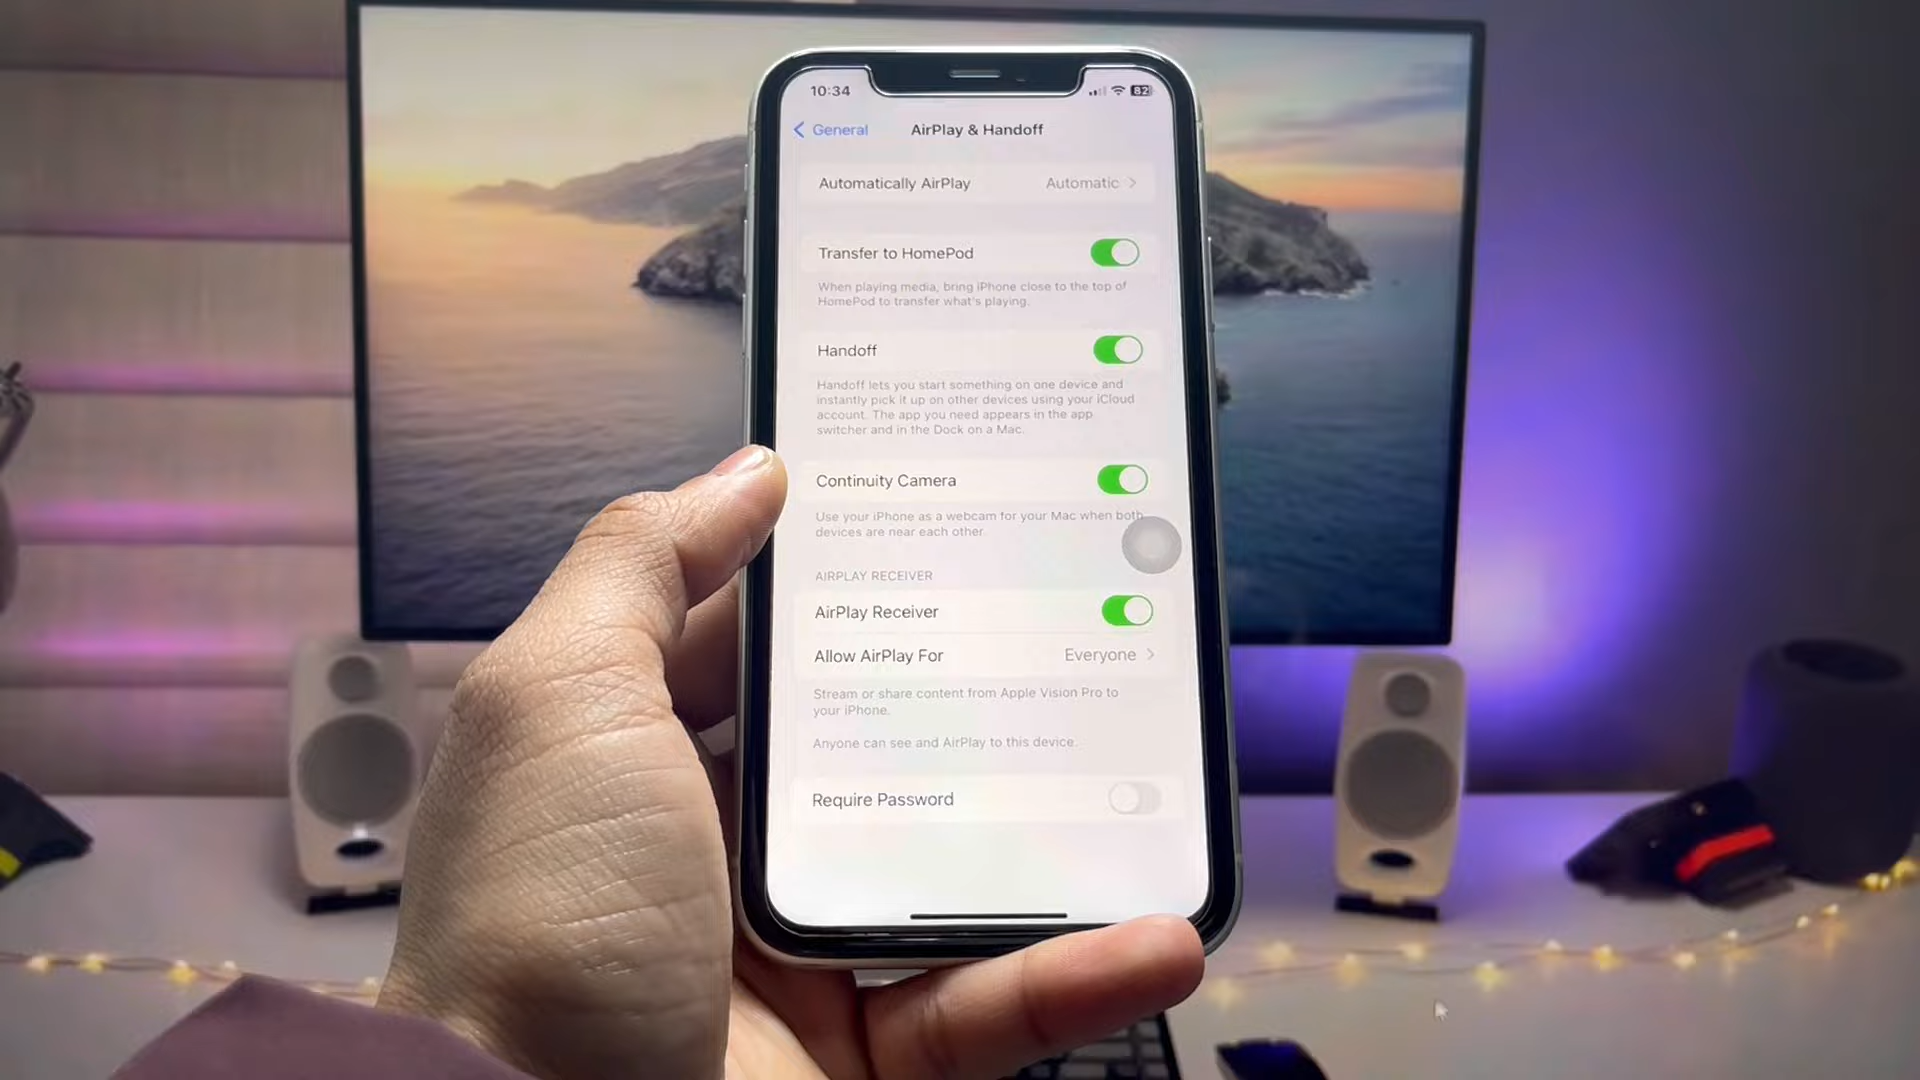 10:34
82
General
AirPlay & Handoff
Automatically AirPlay Automatic
Transfer to HomePod
When playing media, bring iPhone close to the top of
HomePod to transfer what's playing.
Handoff
Handoff lets you start something on one device and
instantly pick it up on other devices using your iCloud
account. The app you need appears in the app
switcher and in the Dock on a Mac.
Continuity Camera
Use your iPhone as a webcam for your Mac when both
devices are near each other.
AIRPLAY RECEIVER
AirPlay Receiver
Allow AirPlay For Everyone
Stream or share content from Apple Vision Pro to
your iPhone.
Anyone can see and AirPlay to this device.
Require Password